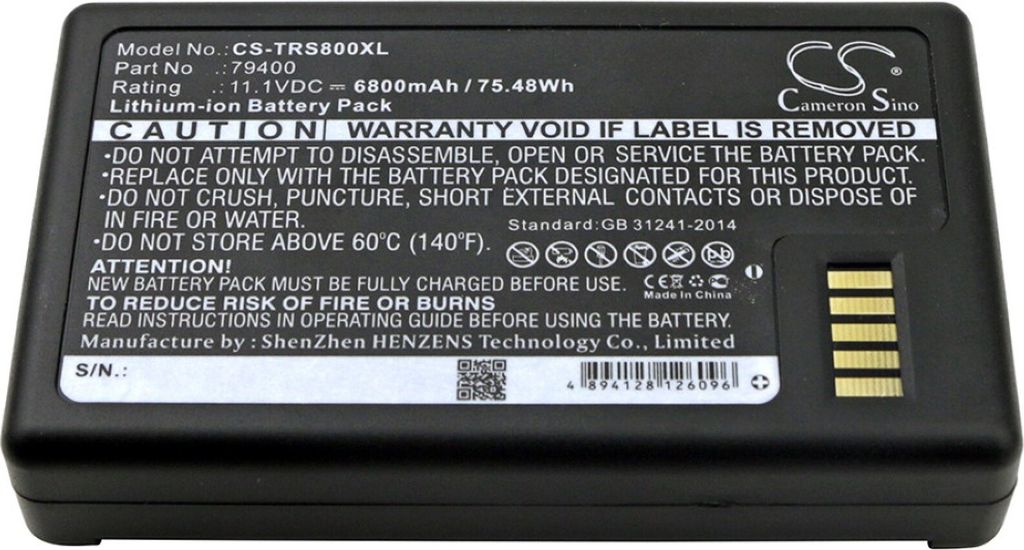 Model No.: CS-TRS800XL
Part No .: 79400
Rating .: 11.1VDC ⎓ 6800mAh / 75.48Wh
Lithium-ion Battery Pack
CS ®
Cameron Sino
CAUTION WARRANTY VOID IF LABEL IS REMOVED
•DO NOT ATTEMPT TO DISASSEMBLE, OPEN OR SERVICE THE BATTERY PACK.
•REPLACE ONLY WITH THE BATTERY PACK DESIGNATED FOR THIS PRODUCT.
•DO NOT CRUSH, PUNCTURE, SHORT EXTERNAL CONTACTS OR DISPOSE OF
IN FIRE OR WATER.
Standard:GB 31241-2014
•DO NOT STORE ABOVE 60°C (140°F).
ATTENTION!
NEW BATTERY PACK MUST BE FULLY CHARGED BEFORE USE.
CE
Made In China
TO REDUCE RISK OF FIRE OR BURNS
READ INSTRUCTIONS IN OPERATING GUIDE BEFORE USING THE BATTERY.
Manufacture by : ShenZhen HENZENS Technology Co., Limited
S/N.:
4 894128 126096